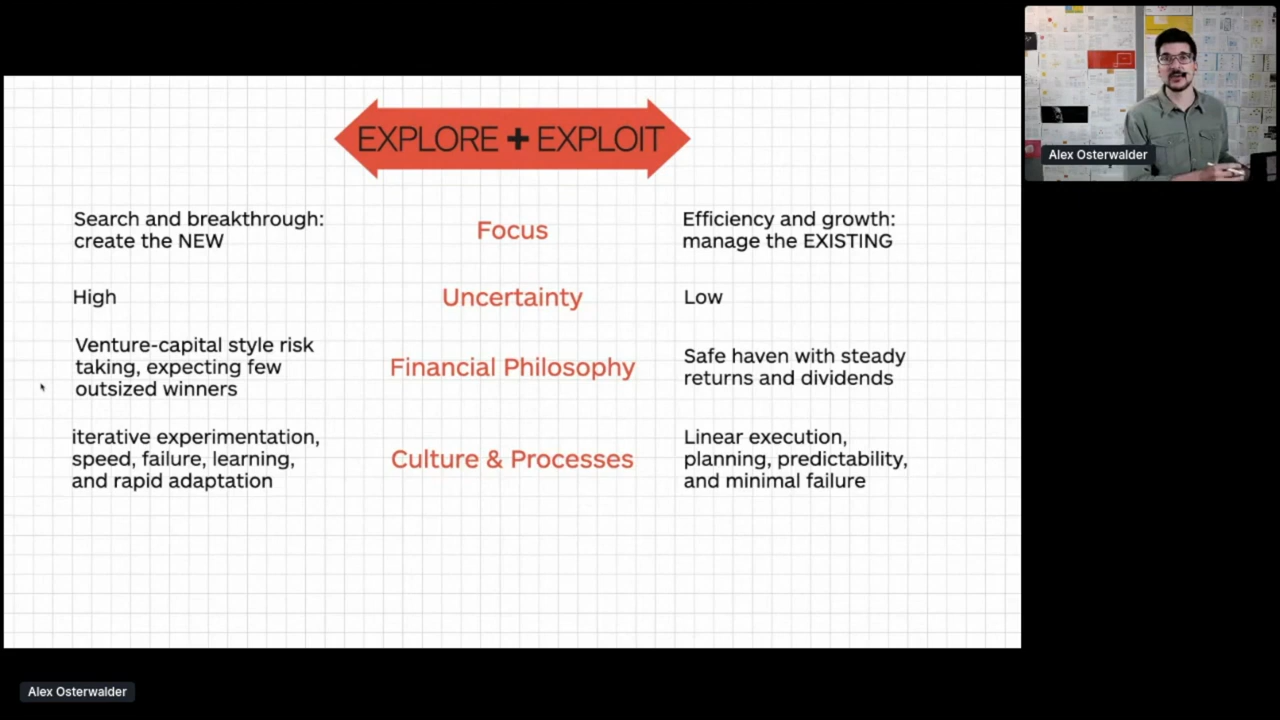 Alex Osterwalder
EXPLORE + EXPLOIT
Search and breakthrough:
create the NEW
Focus
Efficiency and growth:
manage the EXISTING
High
Uncertainty
Low
Venture-capital style risk
taking, expecting few
outsized winners
Financial Philosophy
Safe haven with steady
returns and dividends
iterative experimentation,
speed, failure, learning,
and rapid adaptation
Culture & Processes
Linear execution,
planning, predictability,
and minimal failure
Alex Osterwalder